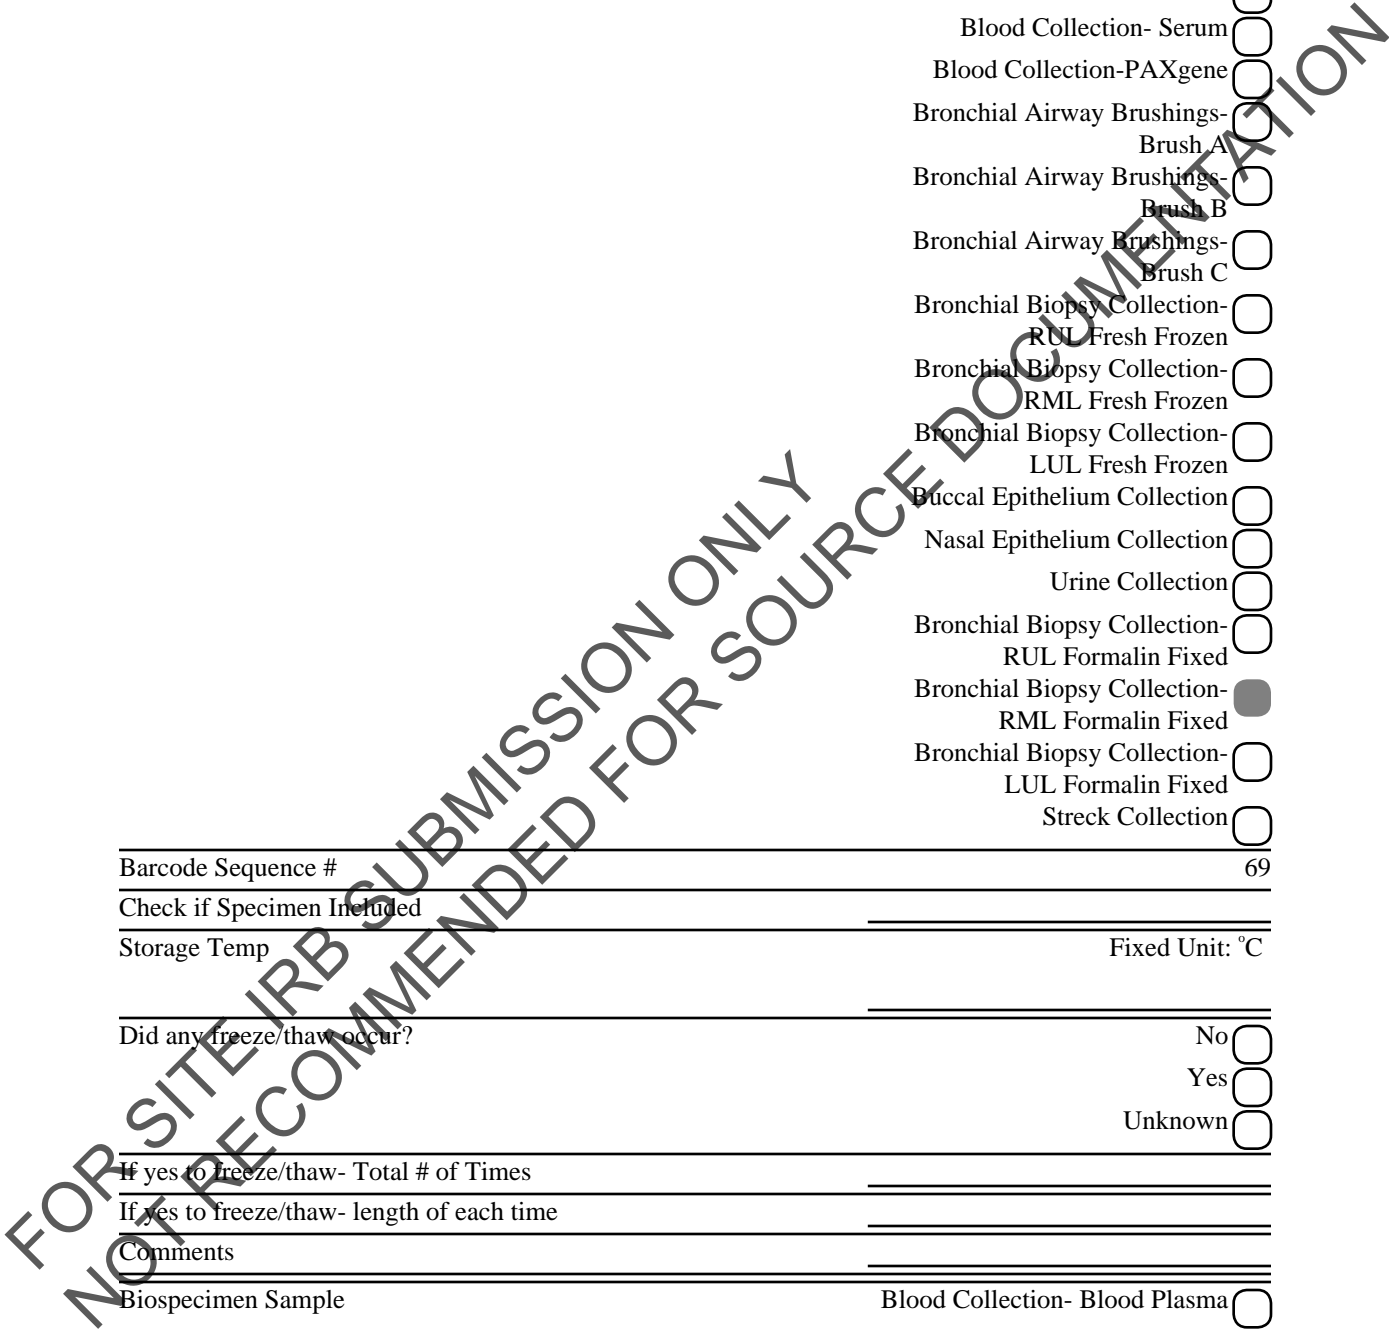 Blood Collection- Serum
Blood Collection-PAXgene
Bronchial Airway Brushings-
Brush A
Bronchial Airway Brushings-
Brush B
Bronchial Airway Brushings-
Brush C
Bronchial Biopsy Collection-
RUL Fresh Frozen
Bronchial Biopsy Collection-
RML Fresh Frozen
Bronchial Biopsy Collection-
LUL Fresh Frozen
Buccal Epithelium Collection
Nasal Epithelium Collection
Urine Collection
Bronchial Biopsy Collection-
RUL Formalin Fixed
Bronchial Biopsy Collection-
RML Formalin Fixed
Bronchial Biopsy Collection-
LUL Formalin Fixed
Streck Collection
Barcode Sequence # 69
Check if Specimen Included
Storage Temp Fixed Unit: °C
Did any freeze/thaw occur? No
Yes
Unknown
If yes to freeze/thaw- Total # of Times
If yes to freeze/thaw- length of each time
Comments
Biospecimen Sample Blood Collection- Blood Plasma
FOR SITE IRB SUBMISSION ONLY
NOT RECOMMENDED FOR SOURCE DOCUMENTATION